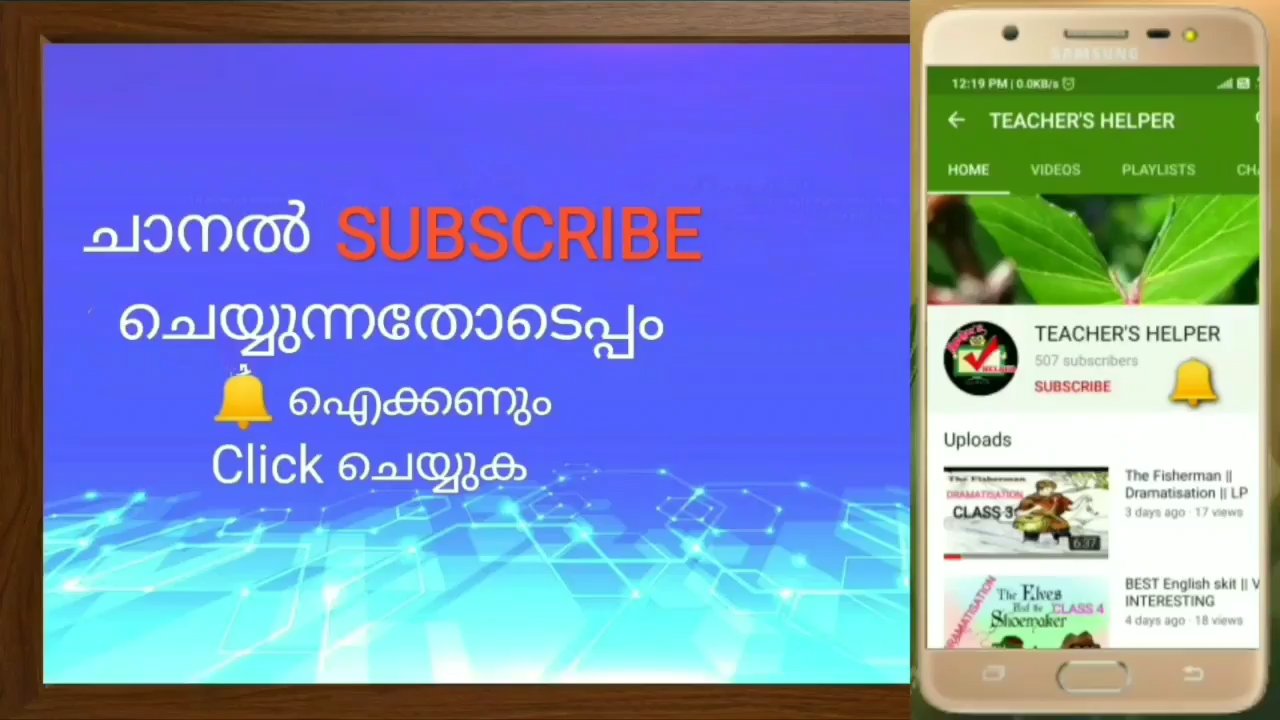 ചാനൽ SUBSCRIBE
ചെയ്യുന്നതോടെപ്പം
ഐക്കണും
Click ചെയ്യുക
SAMSUNG
12:19 PM | 0.0KB/s
TEACHER'S HELPER
HOME VIDEOS PLAYLISTS CHA
TEACHER'S HELPER
507 subscribers
SUBSCRIBE
Uploads
The Fisherman
DRAMATISATION
CLASS 3
6:37
The Fisherman ||
Dramatisation || LP
3 days ago · 17 views
DRAMATISATION
The Elves
And the
Shoemaker
CLASS 4
BEST English skit || V
INTERESTING
4 days ago · 18 views